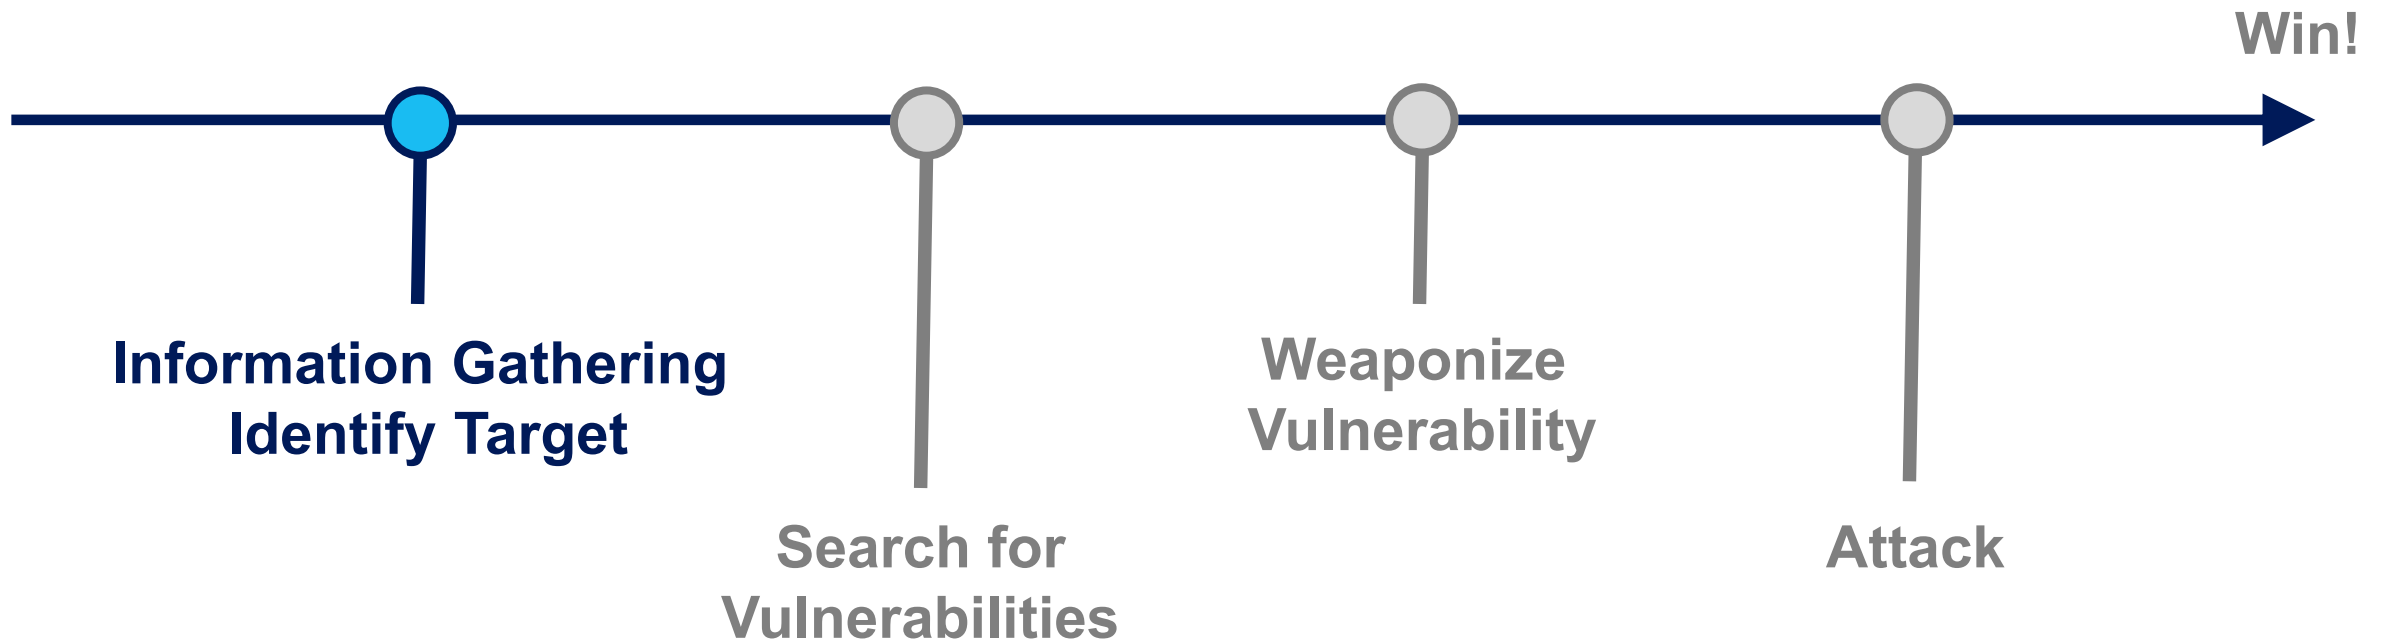 Win!
Information Gathering
Identify Target
Search for
Vulnerabilities
Weaponize
Vulnerability
Attack